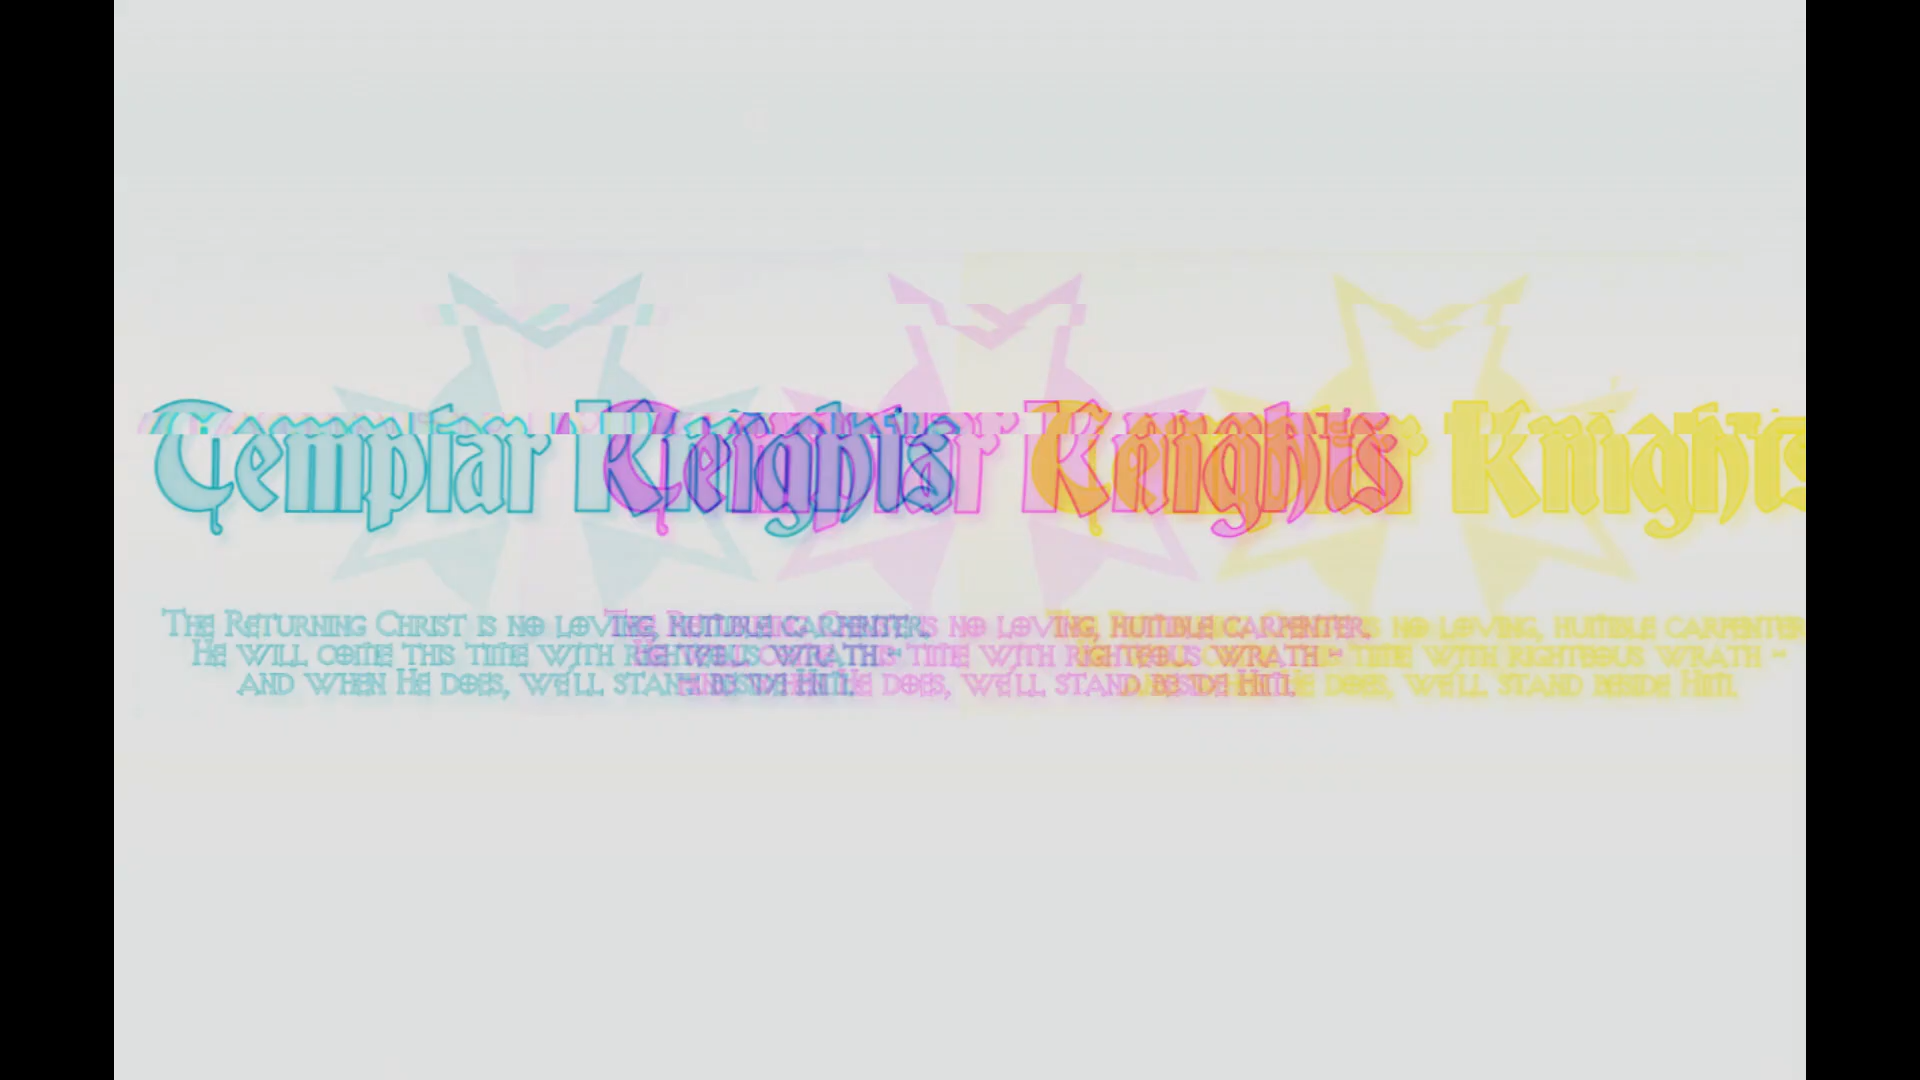 Templar Knights
The Returning Christ is no loving, humble carpenter.
He will come this time with righteous wrath -
and when He does, we'll stand beside Him.